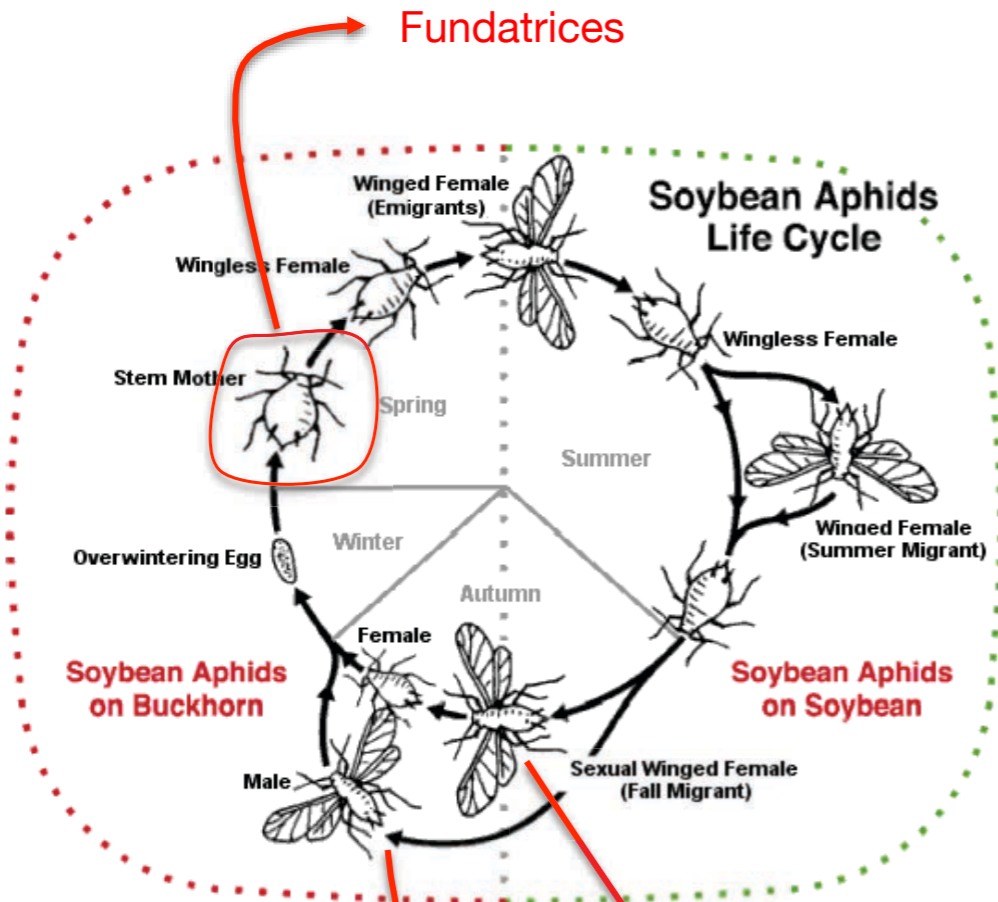 Fundatrices
Soybean Aphids
Life Cycle
Winged Female
(Emigrants)
Wingless Female
Wingless Female
Stem Mother
Spring
Summer
Winged Female
(Summer Migrant)
Winter
Overwintering Egg
Autumn
Female
Soybean Aphids
on Buckhorn
Soybean Aphids
on Soybean
Male
Sexual Winged Female
(Fall Migrant)